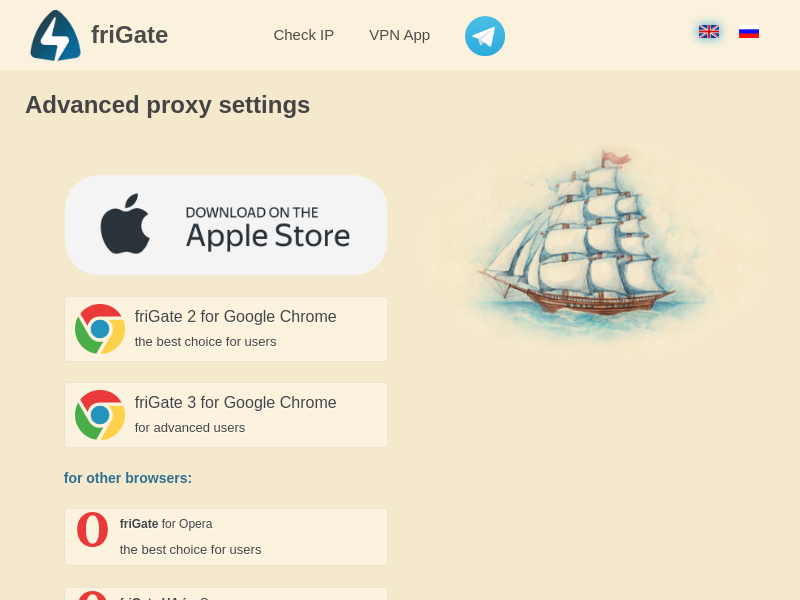 friGate
Check IP
VPN App
Advanced proxy settings
DOWNLOAD ON THE
Apple Store
friGate 2 for Google Chrome
the best choice for users
friGate 3 for Google Chrome
for advanced users
for other browsers:
friGate for Opera
the best choice for users